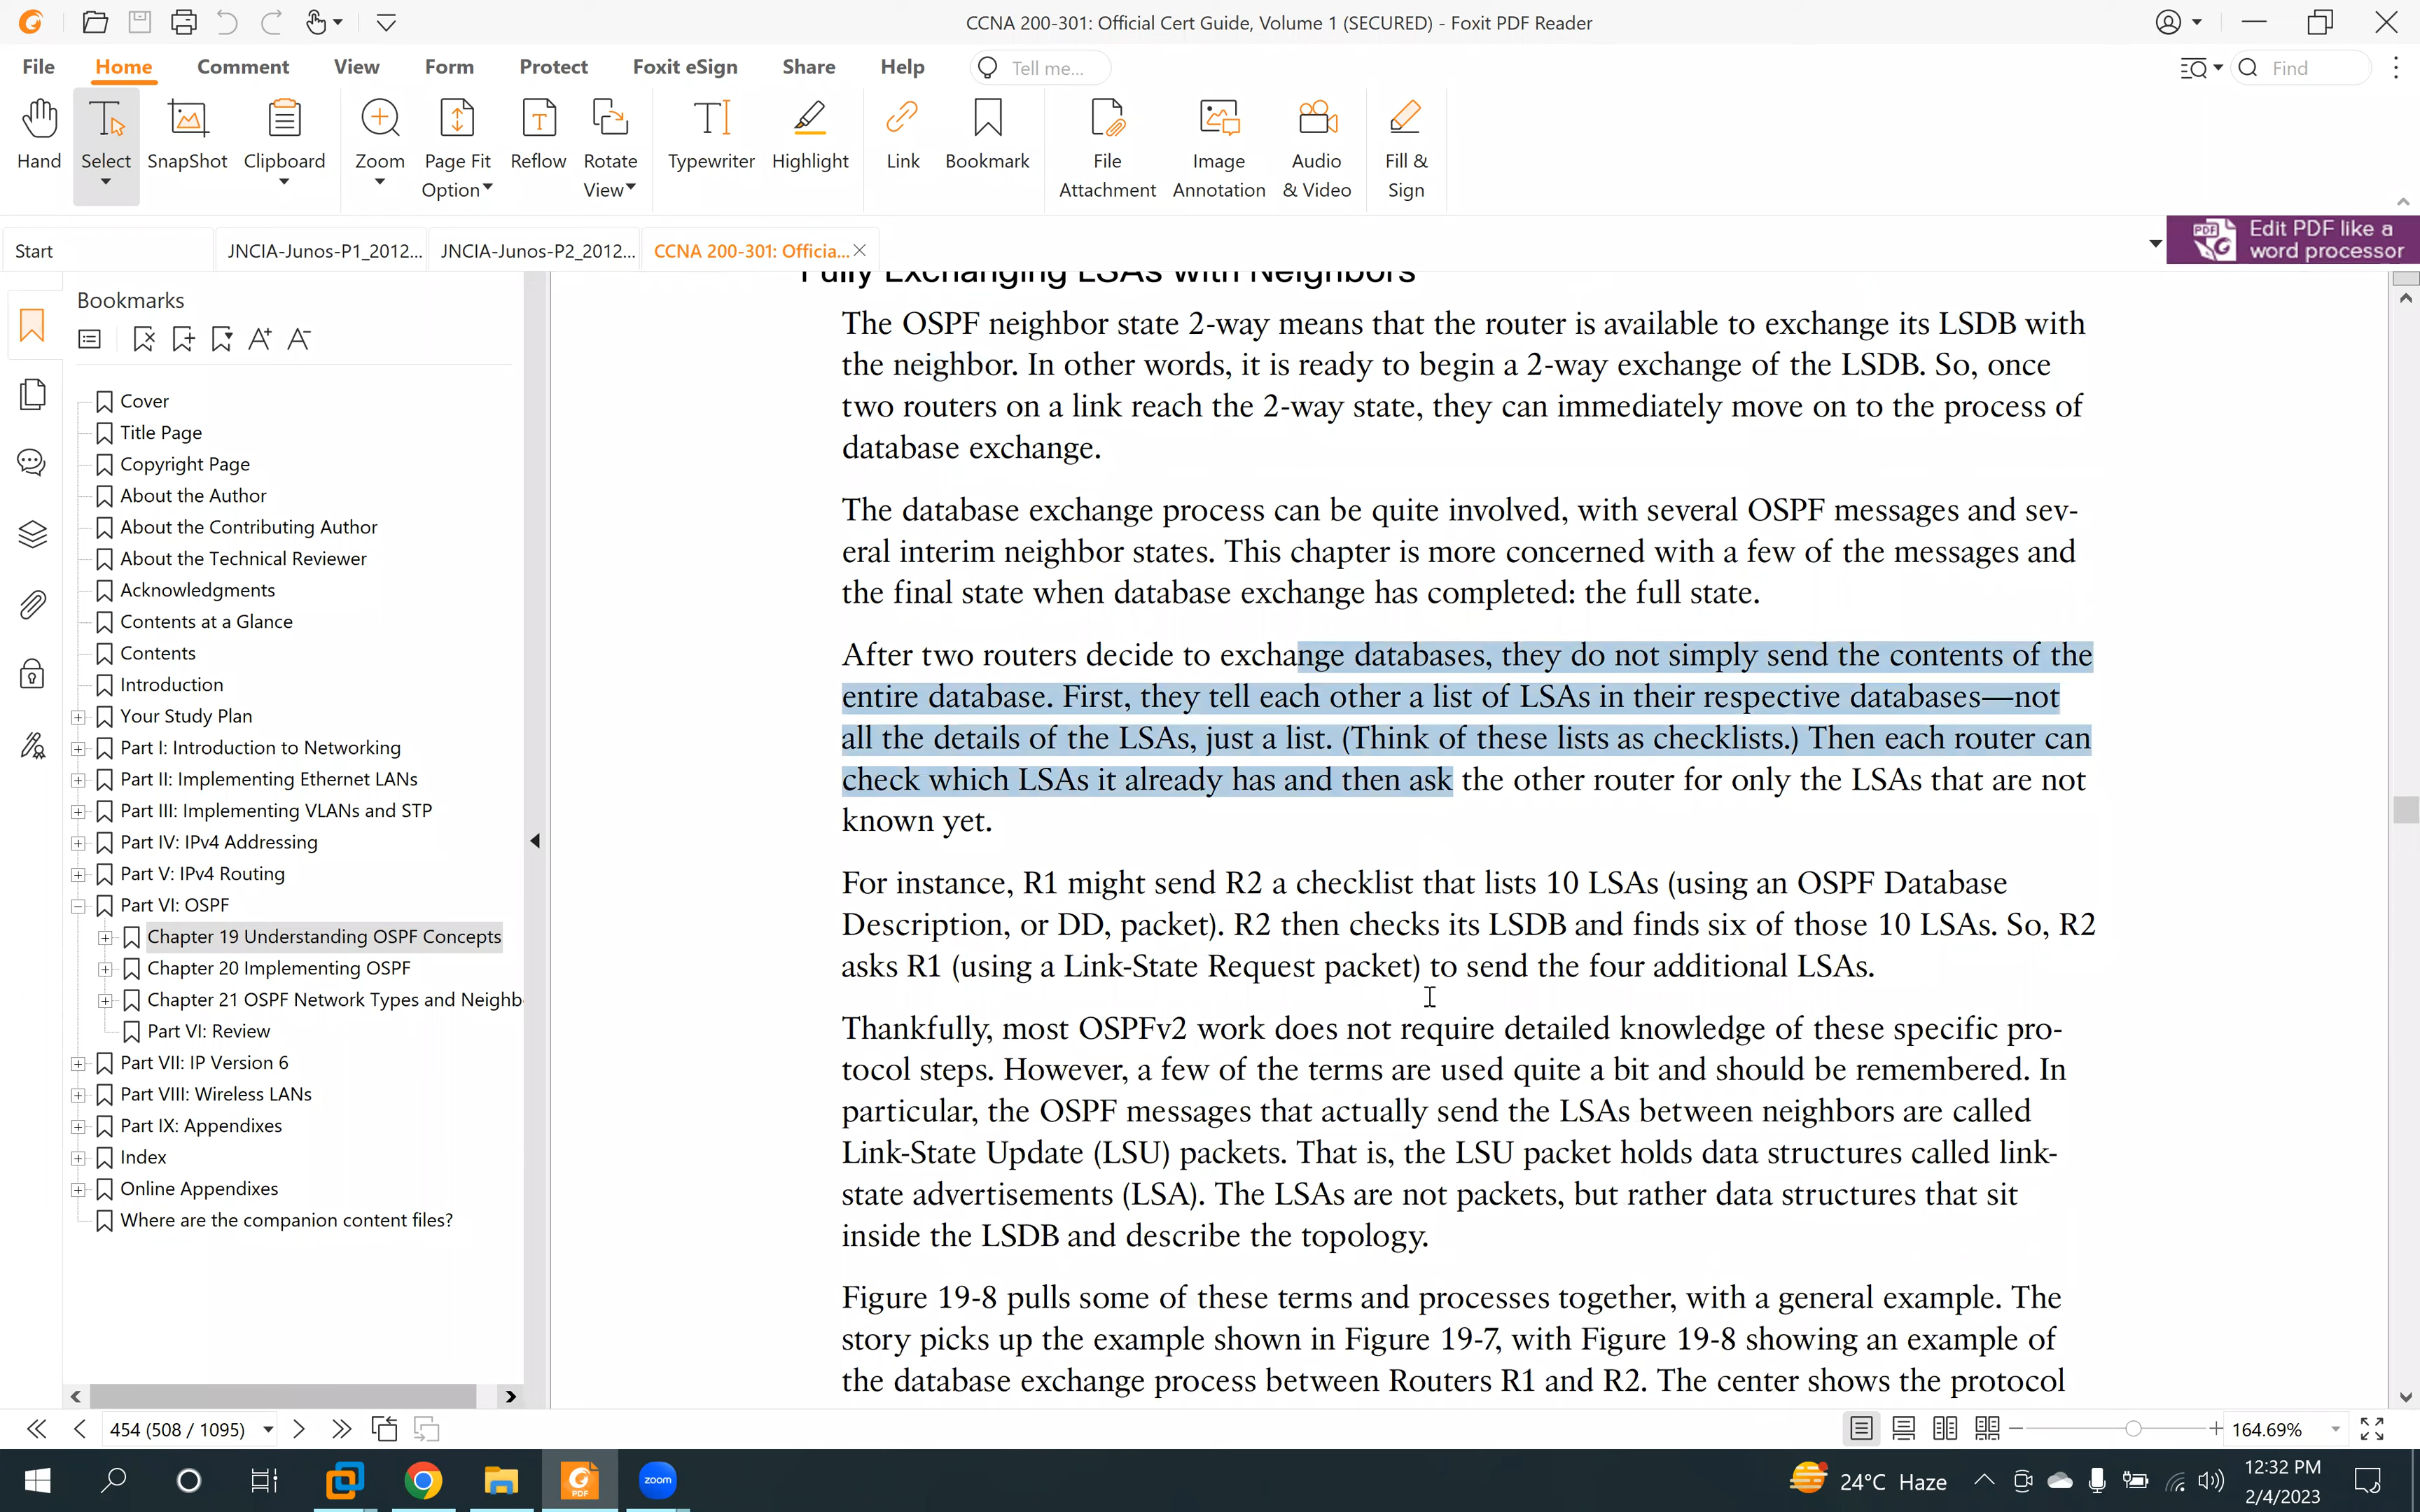 CCNA 200-301: Official Cert Guide, Volume 1 (SECURED) - Foxit PDF Reader
File Home Comment View Form Protect Foxit eSign Share Help Tell me... Find
Hand
Select
SnapShot
Clipboard
Zoom
Page Fit
Option
Reflow
Rotate
View
Typewriter
Highlight
Link
Bookmark
File
Attachment
Image
Annotation
Audio
& Video
Fill &
Sign
Start
JNCIA-Junos-P1_2012...
JNCIA-Junos-P2_2012...
CCNA 200-301: Officia...
PDF
Edit PDF like a
word processor
Bookmarks
Cover
Title Page
Copyright Page
About the Author
About the Contributing Author
About the Technical Reviewer
Acknowledgments
Contents at a Glance
Contents
Introduction
Your Study Plan
Part I: Introduction to Networking
Part II: Implementing Ethernet LANs
Part III: Implementing VLANs and STP
Part IV: IPv4 Addressing
Part V: IPv4 Routing
Part VI: OSPF
Chapter 19 Understanding OSPF Concepts
Chapter 20 Implementing OSPF
Chapter 21 OSPF Network Types and Neighb
Part VI: Review
Part VII: IP Version 6
Part VIII: Wireless LANs
Part IX: Appendixes
Index
Online Appendixes
Where are the companion content files?
Fully Exchanging LSAs with Neighbors
The OSPF neighbor state 2-way means that the router is available to exchange its LSDB with
the neighbor. In other words, it is ready to begin a 2-way exchange of the LSDB. So, once
two routers on a link reach the 2-way state, they can immediately move on to the process of
database exchange.
The database exchange process can be quite involved, with several OSPF messages and sev-
eral interim neighbor states. This chapter is more concerned with a few of the messages and
the final state when database exchange has completed: the full state.
After two routers decide to exchange databases, they do not simply send the contents of the
entire database. First, they tell each other a list of LSAs in their respective databases—not
all the details of the LSAs, just a list. (Think of these lists as checklists.) Then each router can
check which LSAs it already has and then ask the other router for only the LSAs that are not
known yet.
For instance, R1 might send R2 a checklist that lists 10 LSAs (using an OSPF Database
Description, or DD, packet). R2 then checks its LSDB and finds six of those 10 LSAs. So, R2
asks R1 (using a Link-State Request packet) to send the four additional LSAs.
Thankfully, most OSPFv2 work does not require detailed knowledge of these specific pro-
tocol steps. However, a few of the terms are used quite a bit and should be remembered. In
particular, the OSPF messages that actually send the LSAs between neighbors are called
Link-State Update (LSU) packets. That is, the LSU packet holds data structures called link-
state advertisements (LSA). The LSAs are not packets, but rather data structures that sit
inside the LSDB and describe the topology.
Figure 19-8 pulls some of these terms and processes together, with a general example. The
story picks up the example shown in Figure 19-7, with Figure 19-8 showing an example of
the database exchange process between Routers R1 and R2. The center shows the protocol
454 (508 / 1095)
164.69%
PDF
zoom
24°C Haze
12:32 PM
2/4/2023